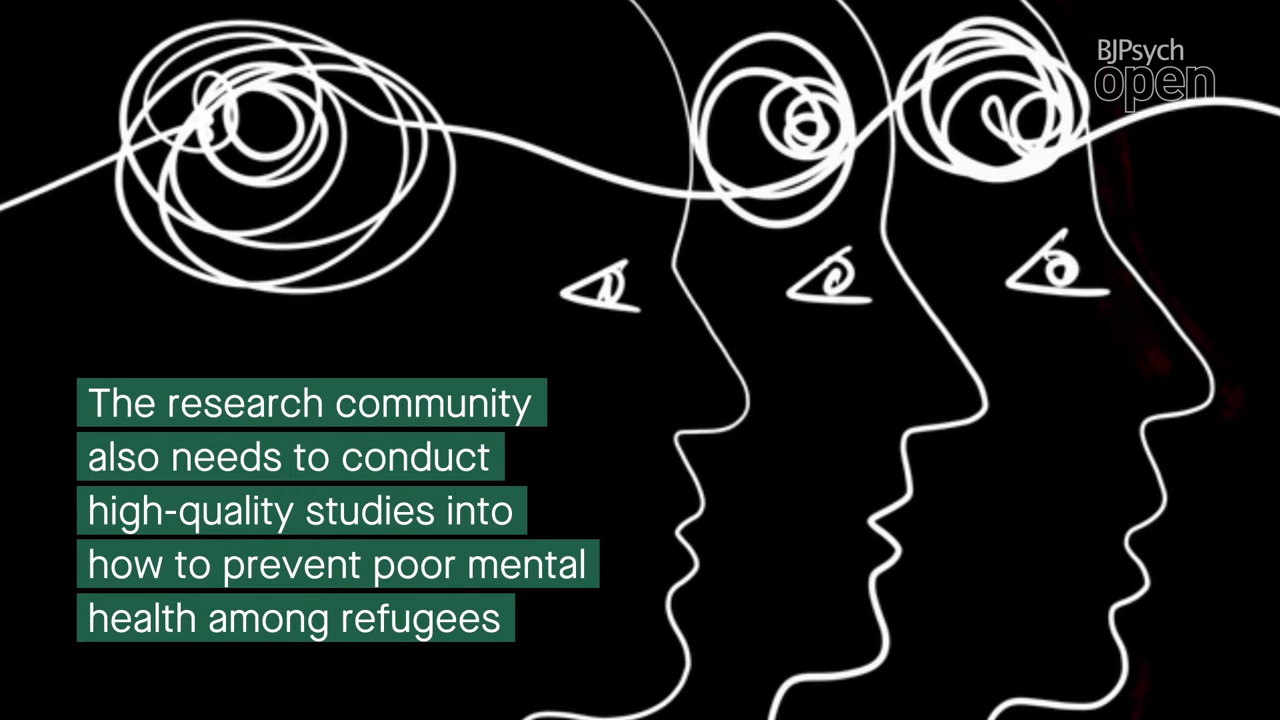 BJPsych
open
The research community
also needs to conduct
high-quality studies into
how to prevent poor mental
health among refugees